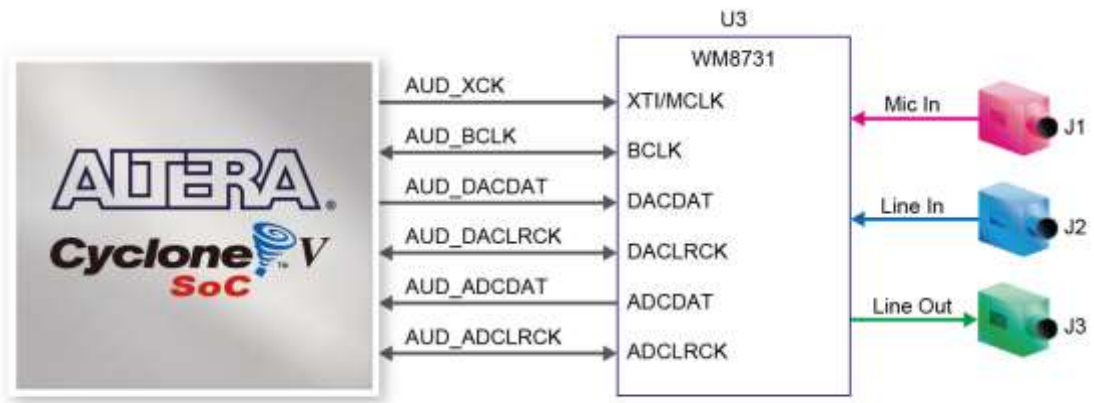 U3
WM8731
ALTERA.
Cyclone V
SoC
AUD_XCK
AUD_BCLK
AUD_DACDAT
AUD_DACLRCK
AUD_ADCDAT
AUD_ADCLRCK
XTI/MCLK
BCLK
DACDAT
DACLRCK
ADCDAT
ADCLRCK
Mic In
J1
Line In
J2
Line Out
J3